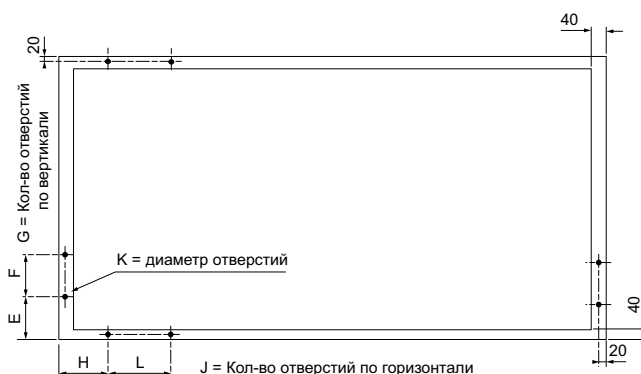 40
20
G = Кол-во отверстий
по вертикали
K = диаметр отверстий
F
E
40
20
H
L
J = Кол-во отверстий по горизонтали